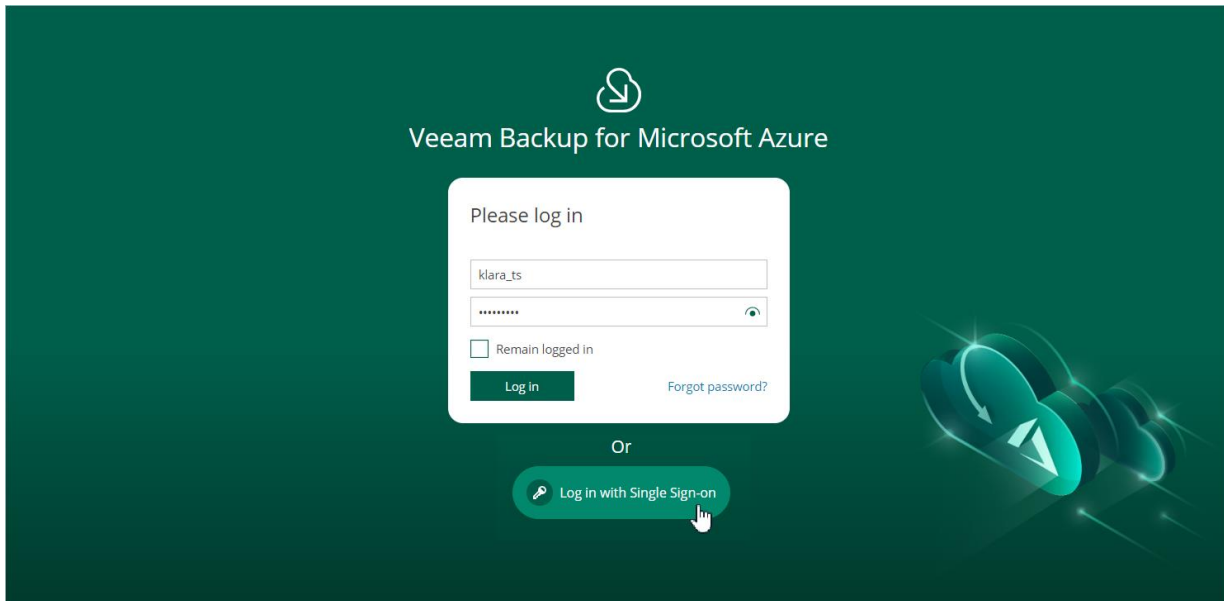 Veeam Backup for Microsoft Azure
Please log in
klara_ts
•••••••••
Remain logged in
Log in
Forgot password?
Or
Log in with Single Sign-on